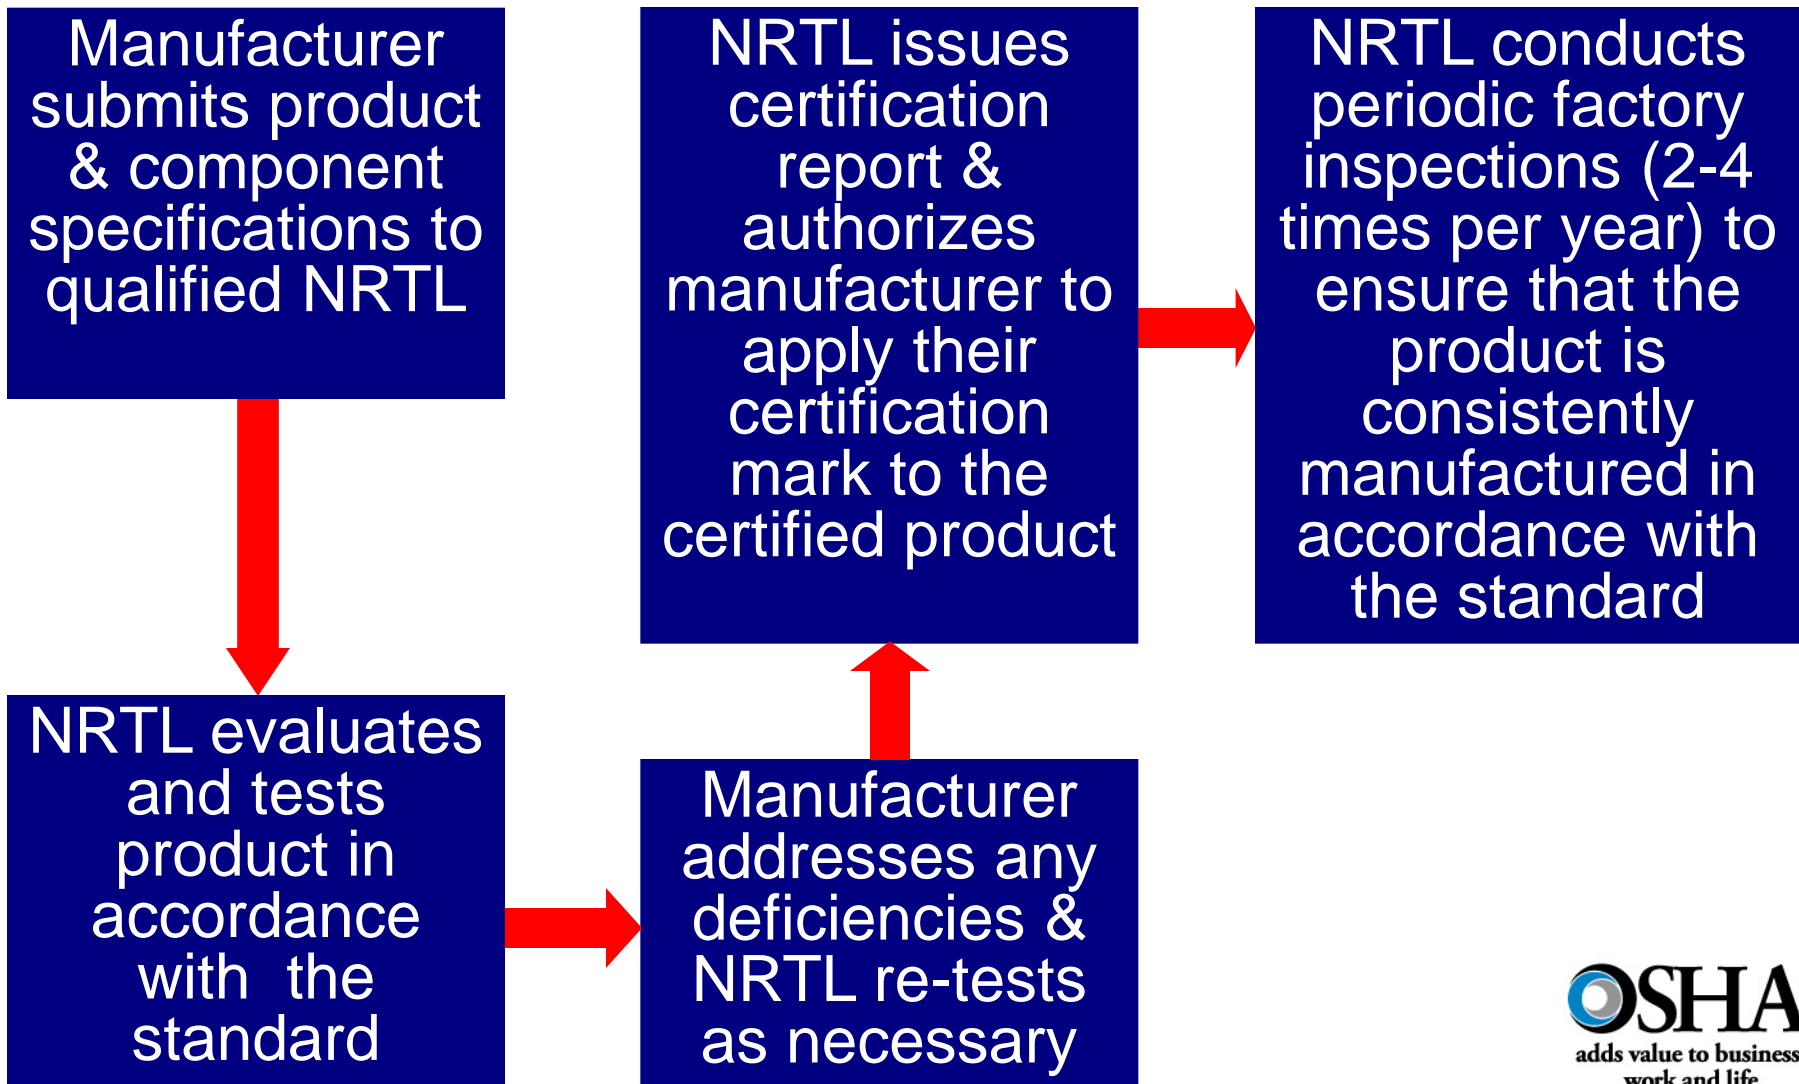 Manufacturer
submits product
& component
specifications to
qualified NRTL
NRTL evaluates
and tests
product in
accordance
with the
standard
Manufacturer
addresses any
deficiencies &
NRTL re-tests
as necessary
NRTL issues
certification
report &
authorizes
manufacturer to
apply their
certification
mark to the
certified product
NRTL conducts
periodic factory
inspections (2-4
times per year) to
ensure that the
product is
consistently
manufactured in
accordance with
the standard
OSHA
adds value to business
work and life